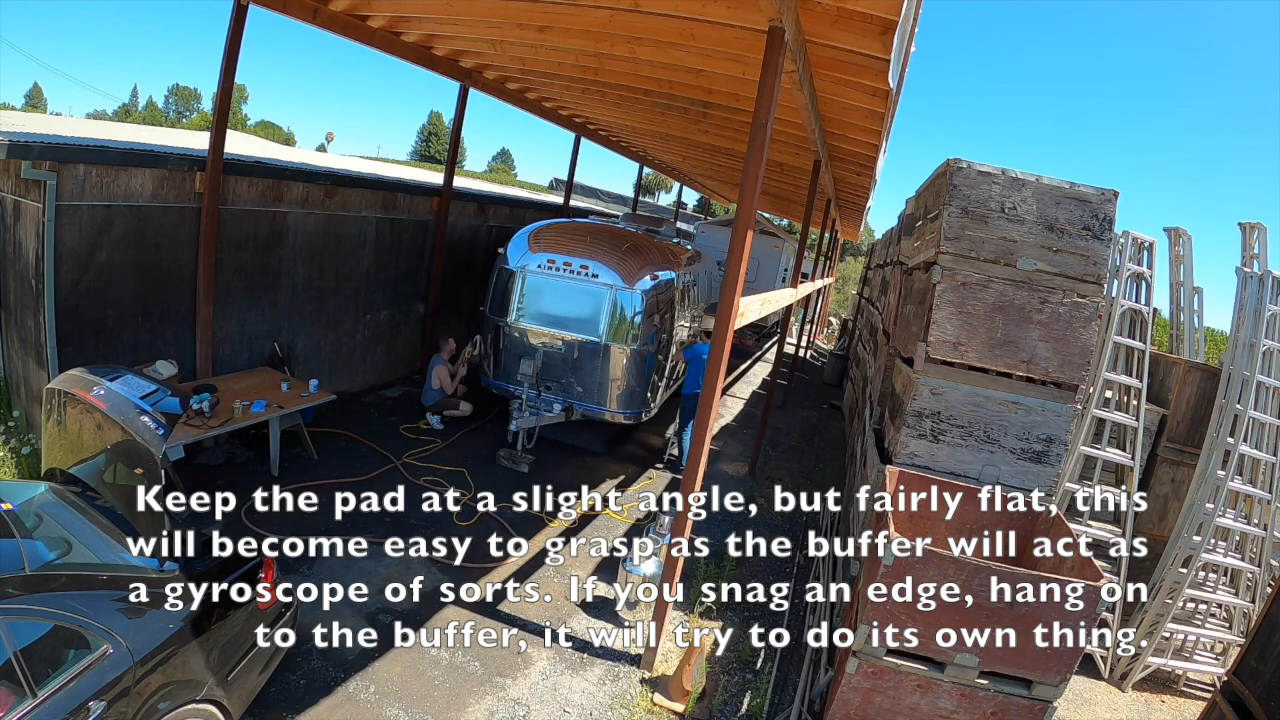 AIRSTREAM
Keep the pad at a slight angle, but fairly flat, this
will become easy to grasp as the buffer will act as
a gyroscope of sorts. If you snag an edge, hang on
to the buffer, it will try to do its own thing.